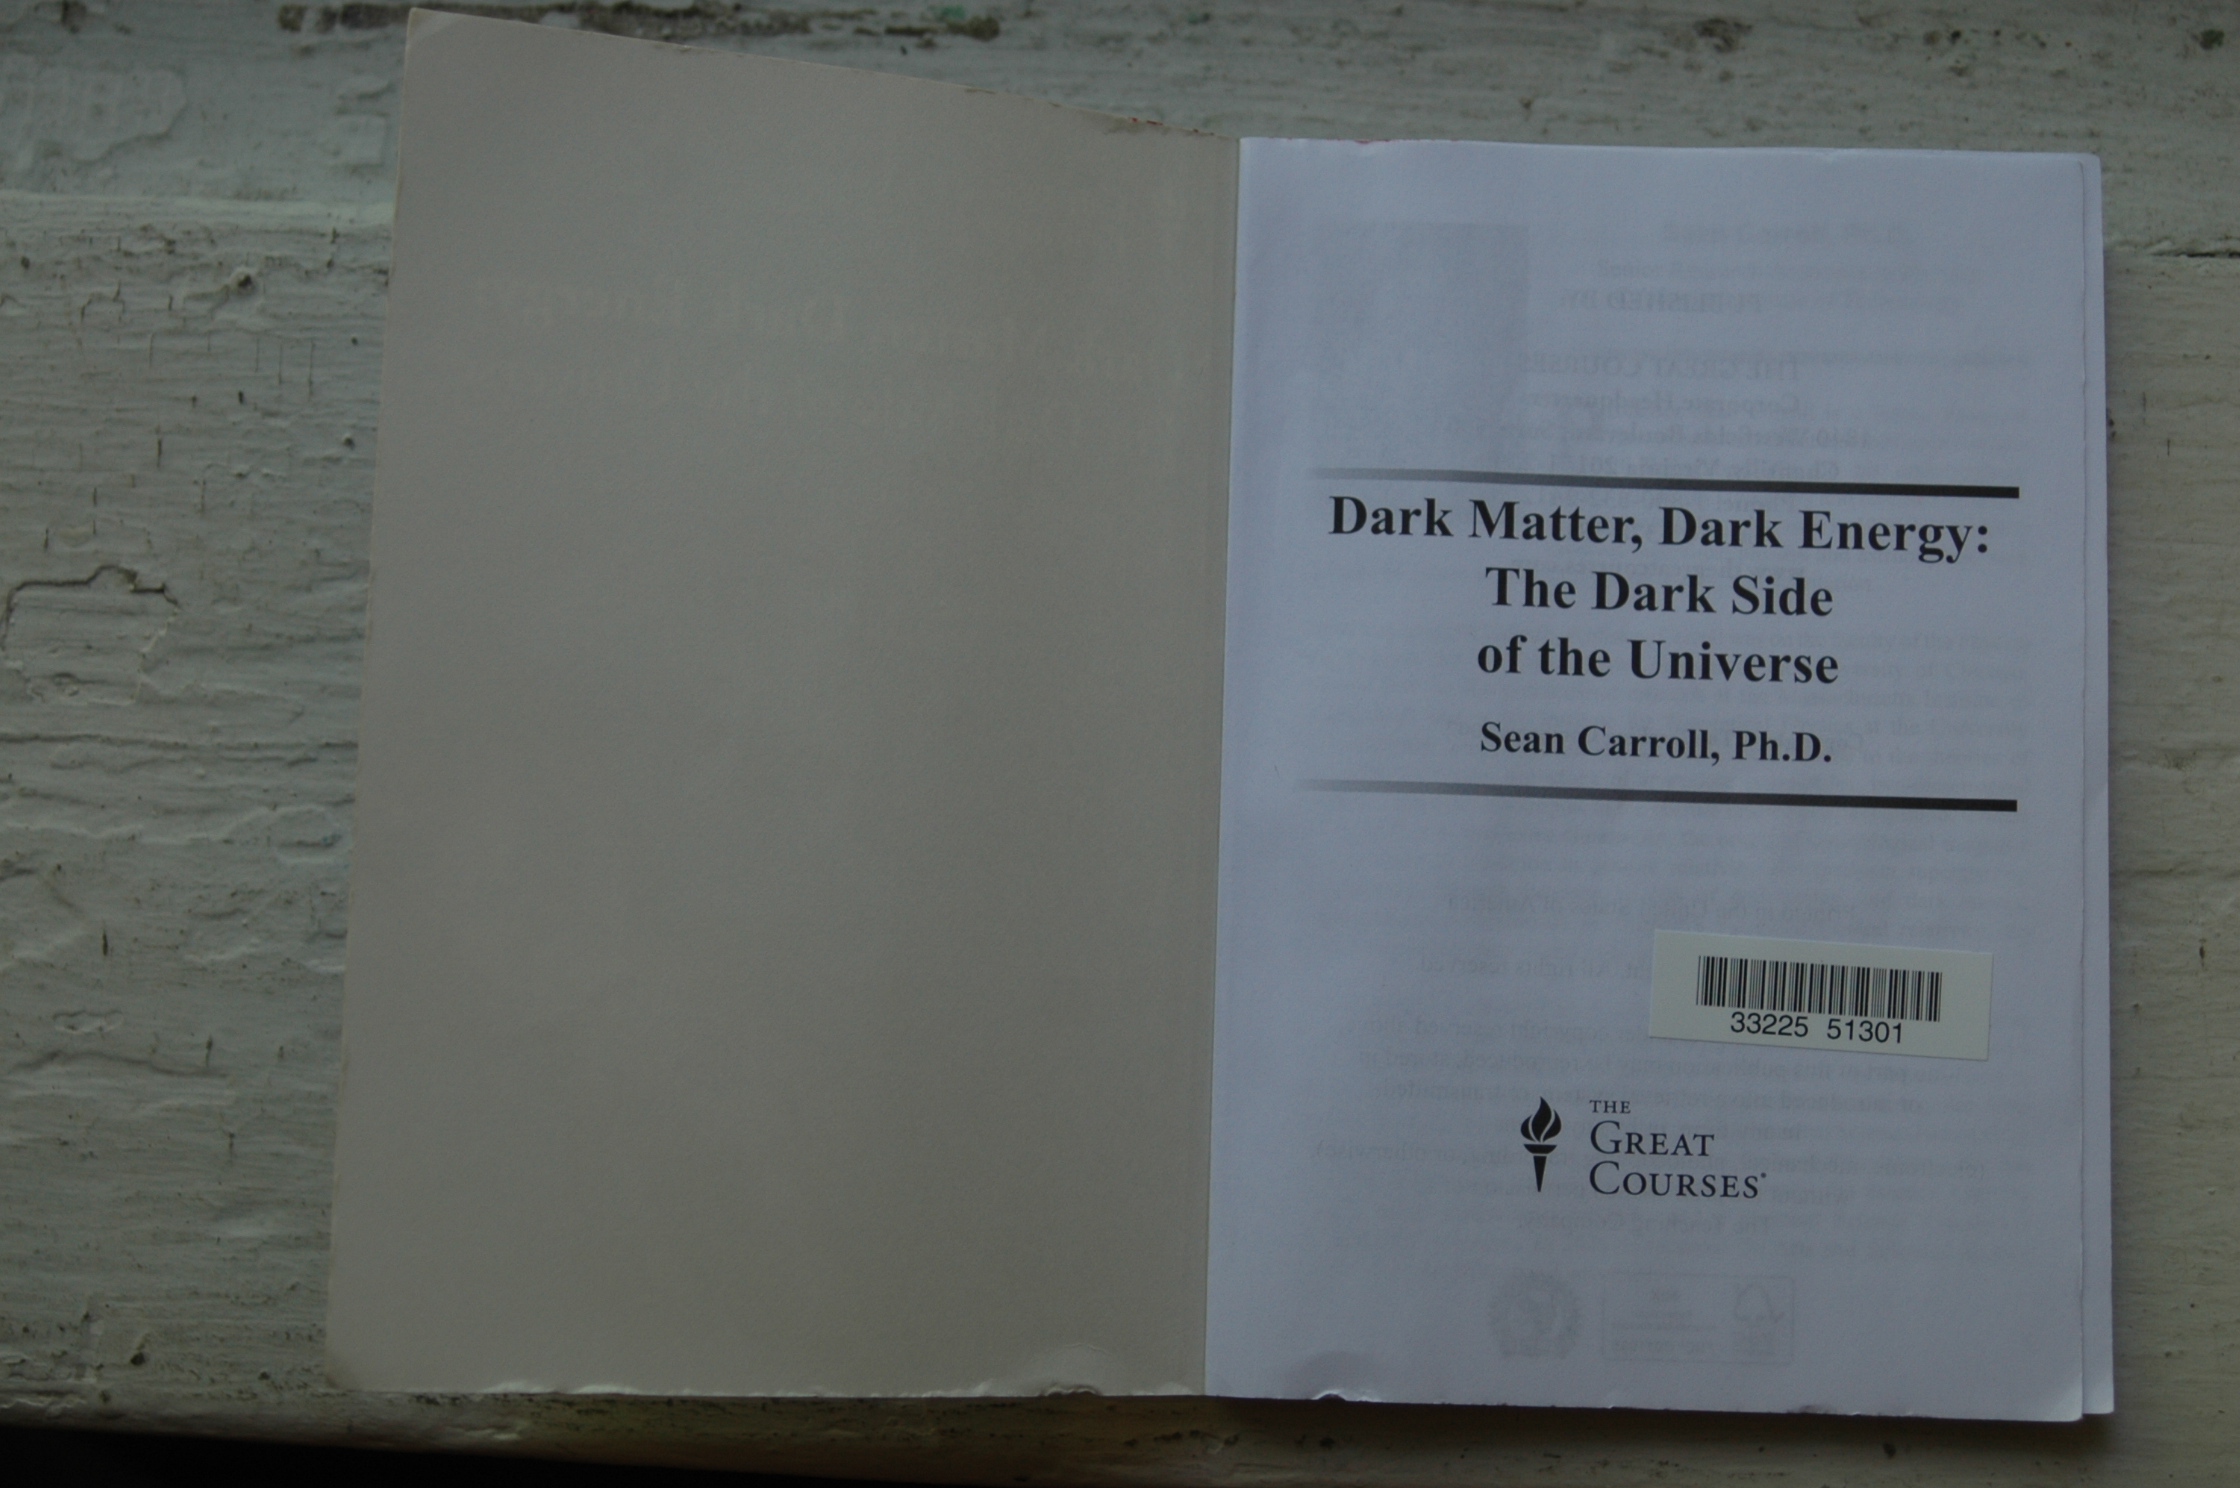 Dark Matter, Dark Energy:
The Dark Side
of the Universe
Sean Carroll, Ph.D.
33225 51301
THE
GREAT
COURSES®